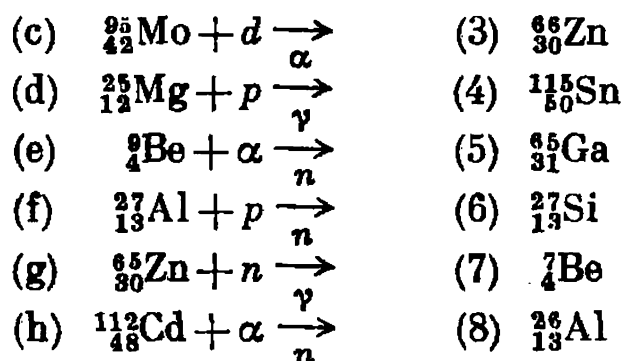 (c) ⁹⁵₄₂Mo + d →α (3) ⁶⁶₃₀Zn
(d) ²⁵₁₂Mg + p →γ (4) ¹¹⁵₅₀Sn
(e) ⁹₄Be + α →n (5) ⁶⁵₃₁Ga
(f) ²⁷₁₃Al + p →n (6) ²⁷₁₃Si
(g) ⁶⁵₃₀Zn + n →γ (7) ⁷₄Be
(h) ¹¹²₄₈Cd + α →n (8) ²⁶₁₃Al